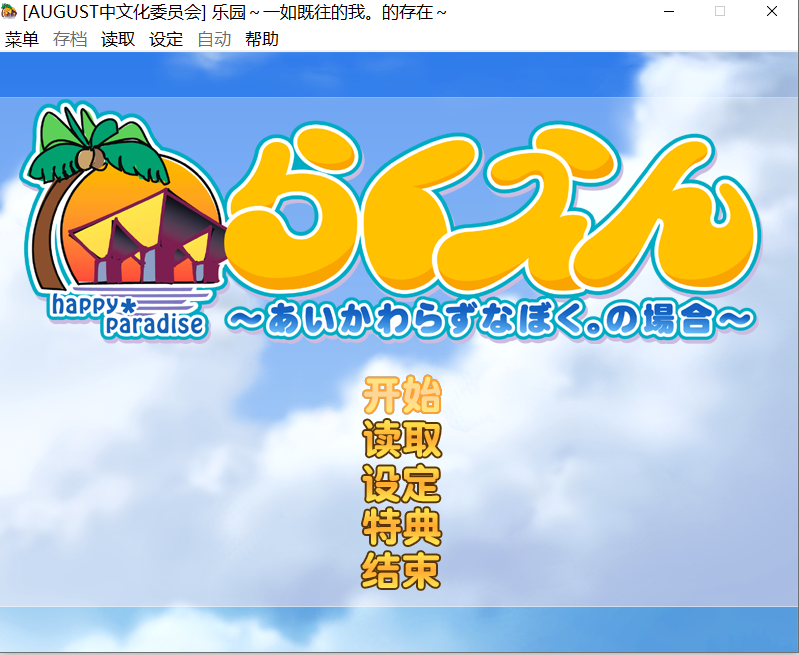 [AUGUST中文化委员会] 乐园～一如既往的我。的存在～
菜单 存档 读取 设定 自动 帮助
らくえん
happy*
paradise
～あいかわらずなぼく。の場合～
开始
读取
设定
特典
结束